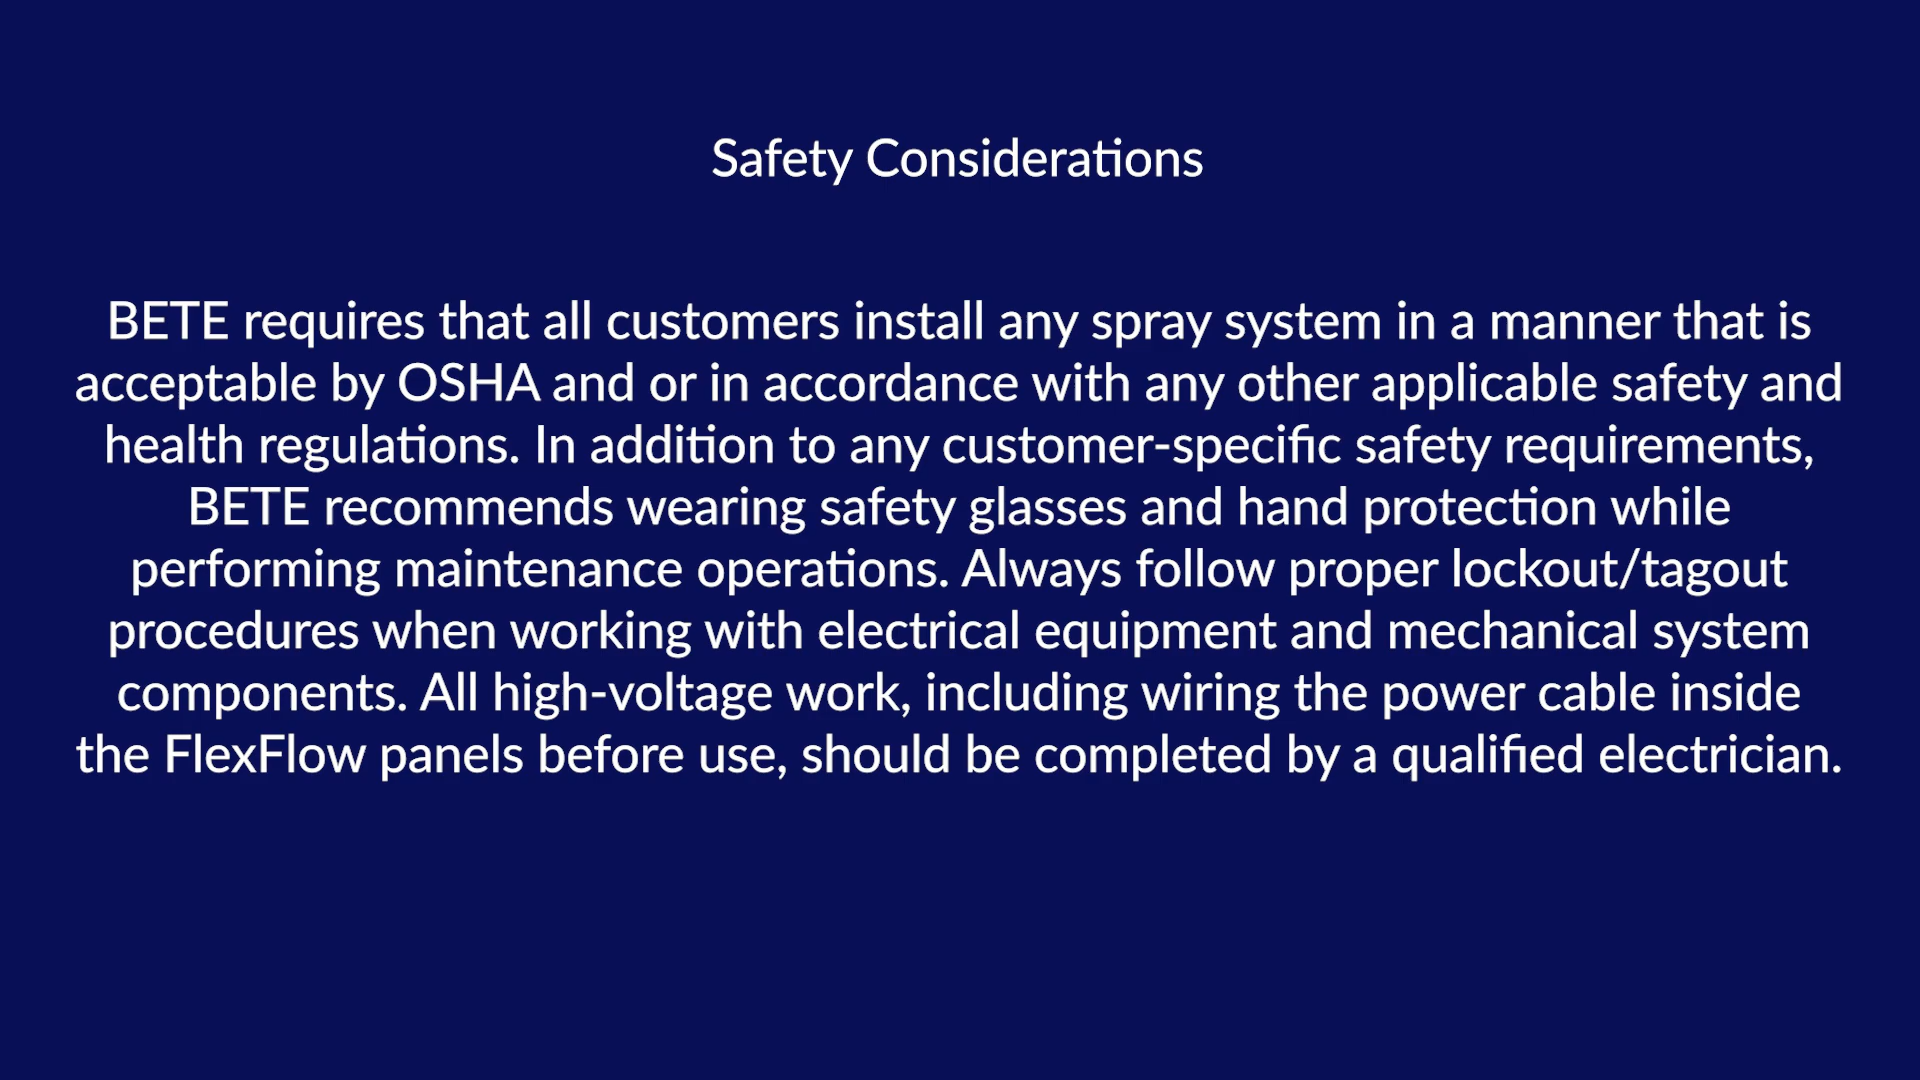 Safety Considerations
BETE requires that all customers install any spray system in a manner that is
acceptable by OSHA and or in accordance with any other applicable safety and
health regulations. In addition to any customer-specific safety requirements,
BETE recommends wearing safety glasses and hand protection while
performing maintenance operations. Always follow proper lockout/tagout
procedures when working with electrical equipment and mechanical system
components. All high-voltage work, including wiring the power cable inside
the FlexFlow panels before use, should be completed by a qualified electrician.